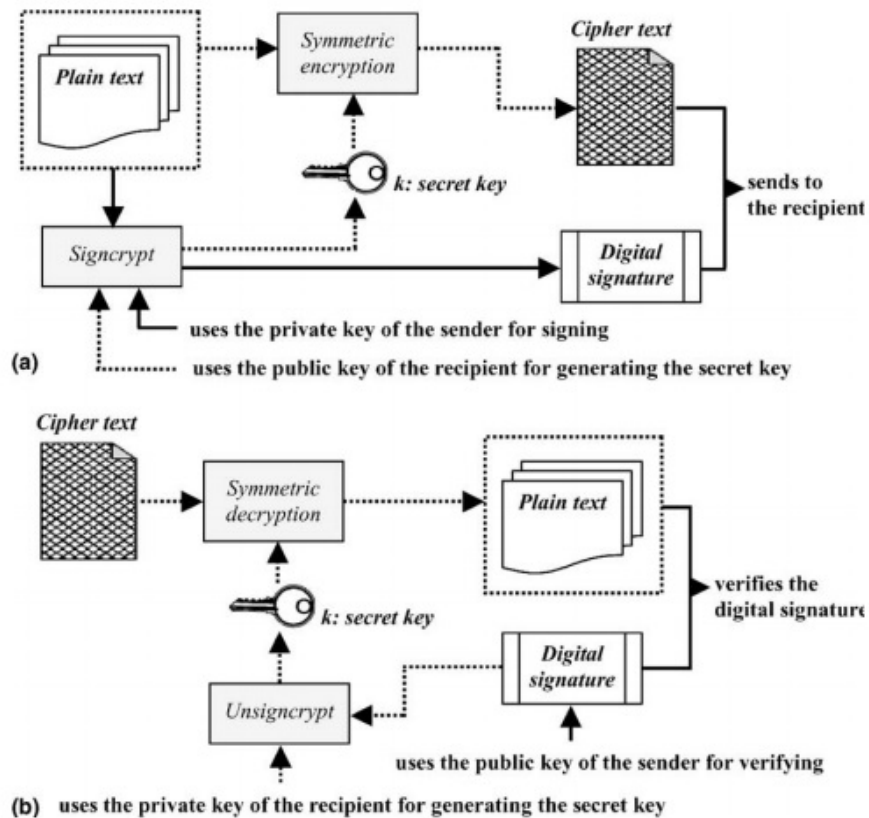 Cipher text
Symmetric
encryption
Plain text
k: secret key
sends to
the recipient
Signcrypt
Digital
signature
uses the private key of the sender for signing
(a)
uses the public key of the recipient for generating the secret key
Cipher text
Symmetric
decryption
Plain text
verifies the
digital signature
k: secret key
Digital
signature
Unsigncrypt
uses the public key of the sender for verifying
(b) uses the private key of the recipient for generating the secret key